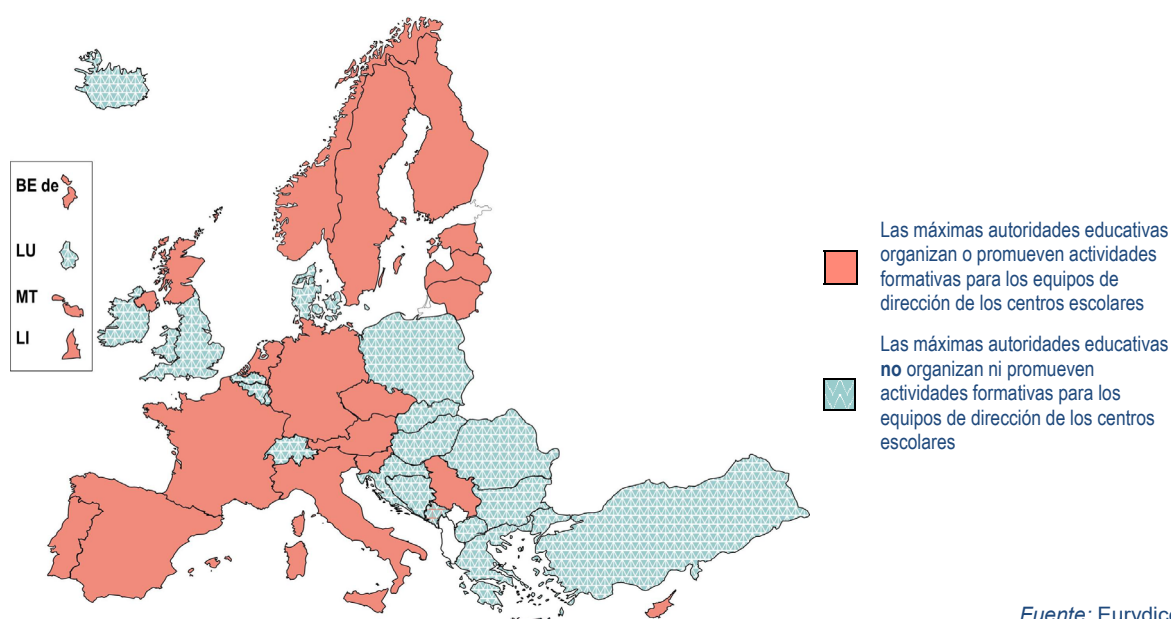 BE de
LU
MT
LI
Las máximas autoridades educativas
organizan o promueven actividades
formativas para los equipos de
dirección de los centros escolares
Las máximas autoridades educativas
no organizan ni promueven
actividades formativas para los
equipos de dirección de los centros
escolares
Fuente: Eurydice